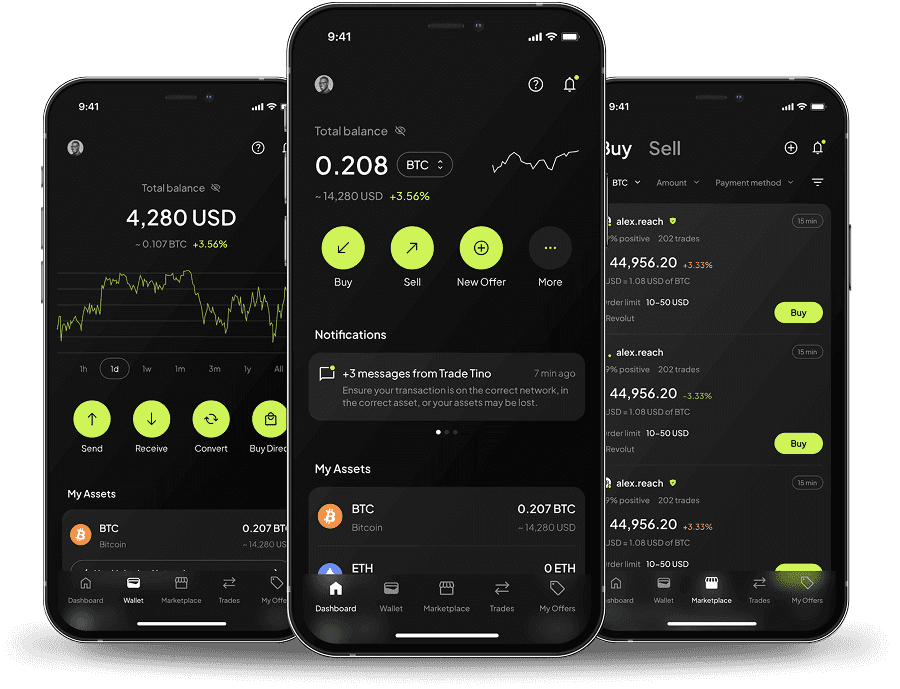 9:41
Total balance
4,280 USD
~ 0.107 BTC +3.56%
1h 1d 1w 1m 3m 1y All
Send Receive Convert Buy Direc
My Assets
BTC 0.207 BTC
Bitcoin ~ 14,280 US
Dashboard Wallet Marketplace Trades My Offe
9:41
Total balance
0.208 BTC
~ 14,280 USD +3.56%
Buy Sell New Offer More
Notifications
+3 messages from Trade Tino 7 min ago
Ensure your transaction is on the correct network, in
the correct asset, or your assets may be lost.
My Assets
BTC 0.207 BTC
Bitcoin ~ 14,280 USD
ETH 0 ETH
Dashboard Wallet Marketplace Trades My Offers
9:41
Buy Sell
BTC Amount Payment method
alex.reach 15 min
9% positive 202 trades
44,956.20 +3.33%
USD = 1.08 USD of BTC
rder limit 10-50 USD
Revolut Buy
alex.reach 15 min
9% positive 202 trades
44,956.20 -3.33%
USD = 1.08 USD of BTC
rder limit 10-50 USD
Revolut Buy
alex.reach 15 min
9% positive 202 trades
44,956.20 +3.33%
USD = 1.08 USD of BTC
rder limit 10-50 USD
shboard Wallet Marketplace Trades My Offers